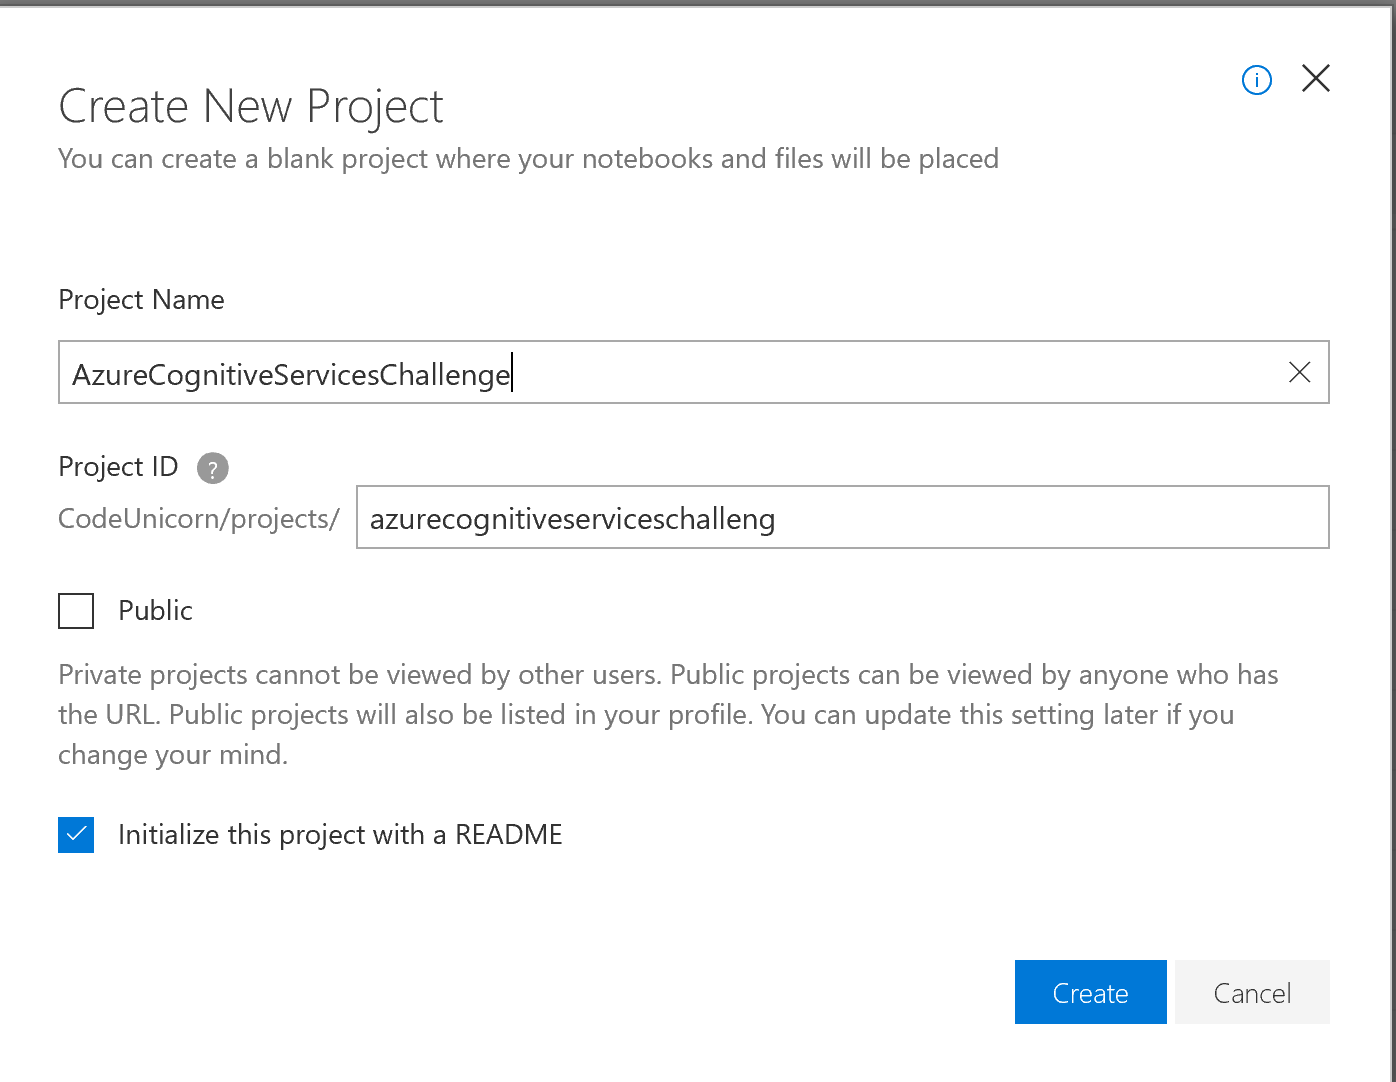 Create New Project
You can create a blank project where your notebooks and files will be placed
Project Name
AzureCognitiveServicesChallenge
Project ID ?
CodeUnicorn/projects/ azurecognitiveserviceschalleng
Public
Private projects cannot be viewed by other users. Public projects can be viewed by anyone who has
the URL. Public projects will also be listed in your profile. You can update this setting later if you
change your mind.
Initialize this project with a README
Create Cancel